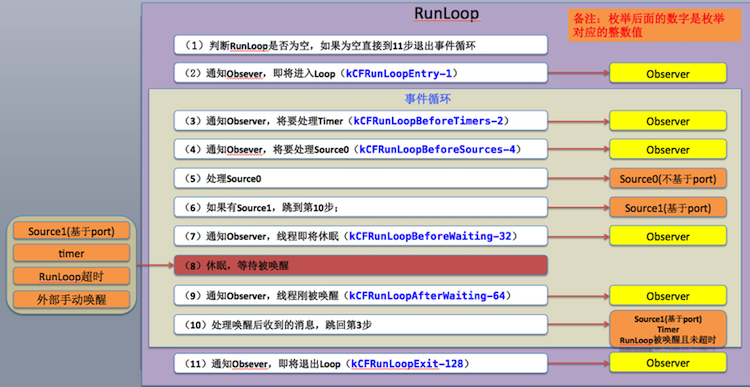 RunLoop
备注：枚举后面的数字是枚举
对应的整数值
（1）判断RunLoop是否为空，如果为空直接到11步退出事件循环
（2）通知Obsever，即将进入Loop（kCFRunLoopEntry-1）
Observer
事件循环
（3）通知Observer，将要处理Timer（kCFRunLoopBeforeTimers-2）
Observer
（4）通知Obsever，将要处理Source0（kCFRunLoopBeforeSources-4）
Observer
（5）处理Source0
Source0(不基于port)
（6）如果有Source1，跳到第10步；
Source1(基于port)
（7）通知Observer，线程即将休眠（kCFRunLoopBeforeWaiting-32）
Observer
Source1(基于port)
timer
RunLoop超时
外部手动唤醒
（8）休眠，等待被唤醒
（9）通知Observer，线程刚被唤醒（kCFRunLoopAfterWaiting-64）
Observer
（10）处理唤醒后收到的消息，跳回第3步
Source1(基于port)
Timer
RunLoop被唤醒且未超时
（11）通知Obsever，即将退出Loop（kCFRunLoopExit-128）
Observer